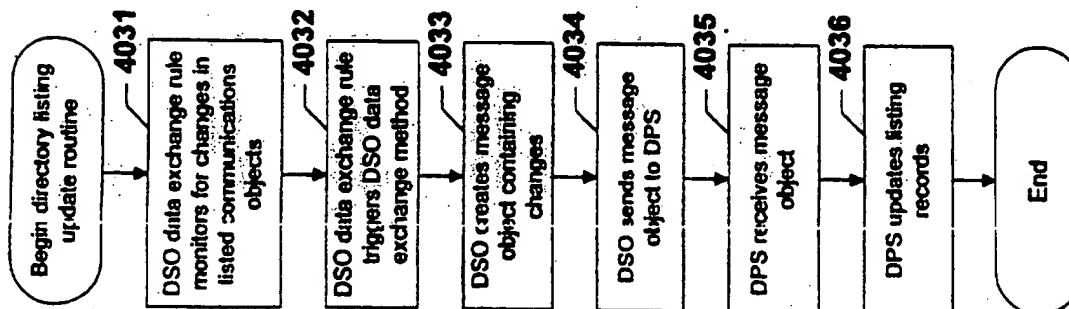 Begin directory listing
update routine
4031
DSO data exchange rule
monitors for changes in
listed communications
objects
4032
DSO data exchange rule
triggers DSO data
exchange method
4033
DSO creates message
object containing
changes
4034
DSO sends message
object to DPS
4035
DPS receives message
object
4036
DPS updates listing
records
End